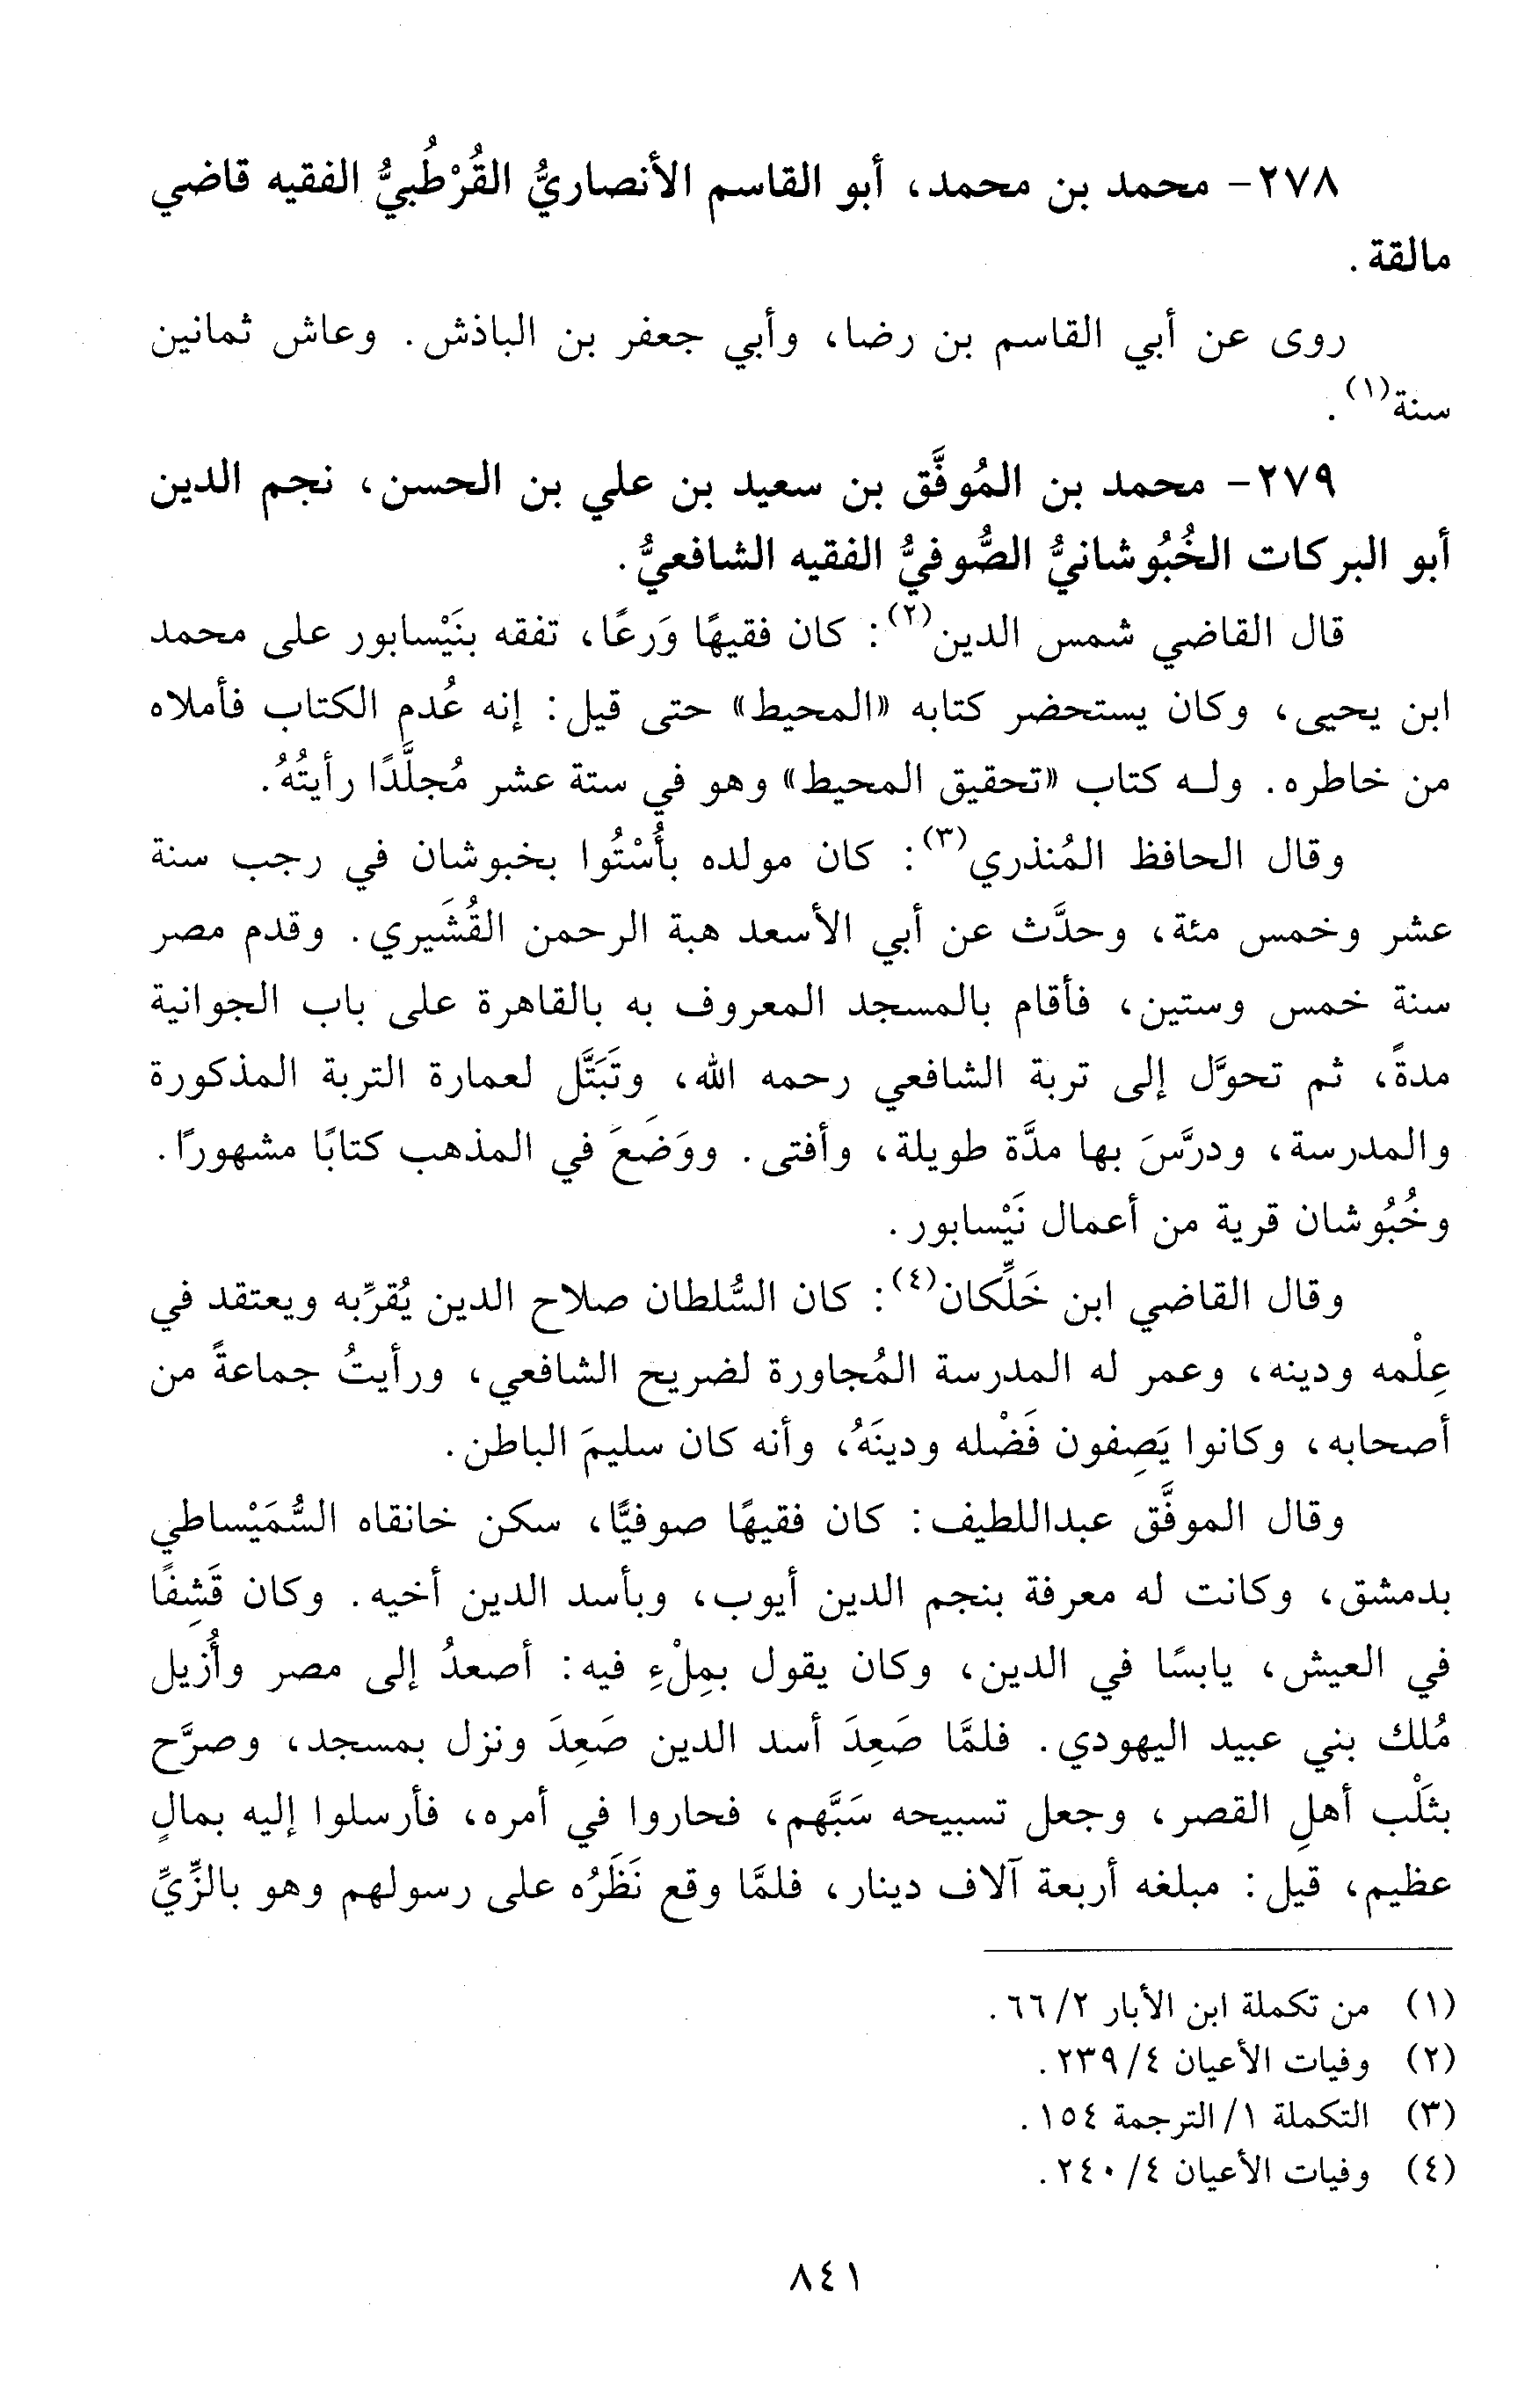 ٢٧٨- محمد بن محمد، أبو القاسم الأنصاريُّ القُرْطُبيُّ الفقيه قاضي
مالقة.
روى عن أبي القاسم بن رضا، وأبي جعفر بن الباذش. وعاش ثمانين
سنة(١).
٢٧٩- محمد بن المُوفَّق بن سعيد بن علي بن الحسن، نجم الدين
أبو البركات الخُبُوشانيُّ الصُّوفيُّ الفقيه الشافعيُّ.
قال القاضي شمس الدين(٢): كان فقيهًا وَرعًا، تفقه بنَيْسابور على محمد
ابن يحيى، وكان يستحضر كتابه «المحيط» حتى قيل: إنه عُدم الكتاب فأملاه
من خاطره. وله كتاب «تحقيق المحيط» وهو في ستة عشر مُجلَّدًا رأيتُهُ.
وقال الحافظ المُنذري(٣): كان مولده بأُسْتُوا بخبوشان في رجب سنة
عشر وخمس مئة، وحدَّث عن أبي الأسعد هبة الرحمن القُشَيري. وقدم مصر
سنة خمس وستين، فأقام بالمسجد المعروف به بالقاهرة على باب الجوانية
مدةً، ثم تحوَّل إلى تربة الشافعي رحمه الله، وتَبَتَّل لعمارة التربة المذكورة
والمدرسة، ودرَّسَ بها مدَّة طويلة، وأفتى. ووَضَعَ في المذهب كتابًا مشهورًا.
وخُبُوشان قرية من أعمال نَيْسابور.
وقال القاضي ابن خَلِّكان(٤): كان السُّلطان صلاح الدين يُقرِّبه ويعتقد في
عِلْمه ودينه، وعمر له المدرسة المُجاورة لضريح الشافعي، ورأيتُ جماعةً من
أصحابه، وكانوا يَصِفون فَضْله ودينَهُ، وأنه كان سليمَ الباطن.
وقال الموفَّق عبداللطيف: كان فقيهًا صوفيًّا، سكن خانقاه السُّمَيْساطي
بدمشق، وكانت له معرفة بنجم الدين أيوب، وبأسد الدين أخيه. وكان قَشِفًا
في العيش، يابسًا في الدين، وكان يقول بمِلْءِ فيه: أصعدُ إلى مصر وأُزيل
مُلك بني عبيد اليهودي. فلمَّا صَعِدَ أسد الدين صَعِدَ ونزل بمسجد، وصرَّح
بثَلْب أهلِ القصر، وجعل تسبيحه سَبَّهم، فحاروا في أمره، فأرسلوا إليه بمالٍ
عظيم، قيل: مبلغه أربعة آلاف دينار، فلمَّا وقع نَظَرُه على رسولهم وهو بالزِّيِّ
(١) من تكملة ابن الأبار ٢/ ٦٦.
(٢) وفيات الأعيان ٤/ ٢٣٩.
(٣) التكملة ١/ الترجمة ١٥٤.
(٤) وفيات الأعيان ٤/ ٢٤٠.
٨٤١